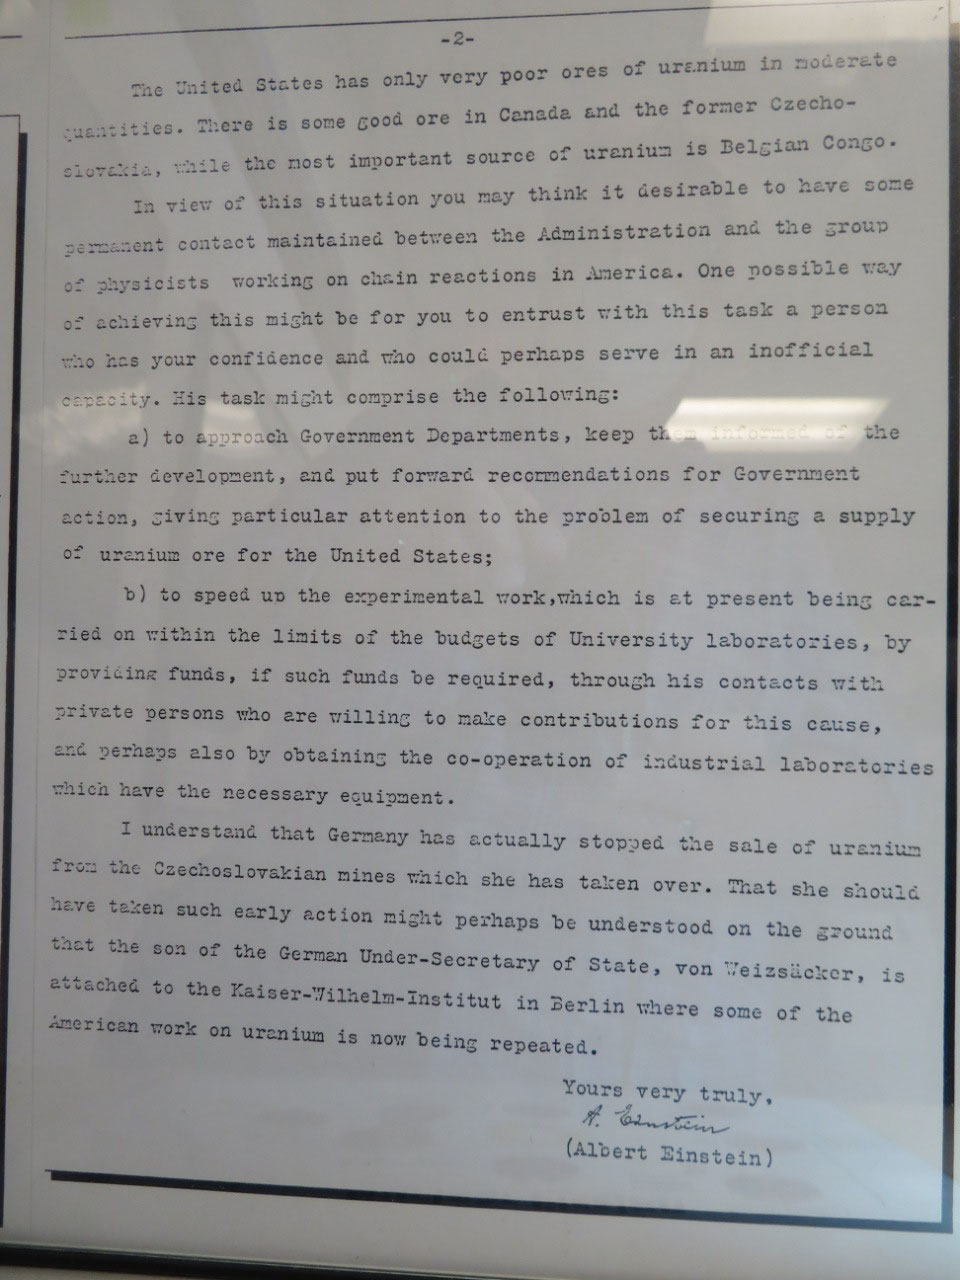 -2-
The United States has only very poor ores of uranium in moderate
quantities. There is some good ore in Canada and the former Czecho-
slovakia, while the most important source of uranium is Belgian Congo.
In view of this situation you may think it desirable to have some
permanent contact maintained between the Administration and the group
of physicists working on chain reactions in America. One possible way
of achieving this might be for you to entrust with this task a person
who has your confidence and who could perhaps serve in an inofficial
capacity. His task might comprise the following:
a) to approach Government Departments, keep them informed of the
further development, and put forward recommendations for Government
action, giving particular attention to the problem of securing a supply
of uranium ore for the United States;
b) to speed up the experimental work,which is at present being car-
ried on within the limits of the budgets of University laboratories, by
providing funds, if such funds be required, through his contacts with
private persons who are willing to make contributions for this cause,
and perhaps also by obtaining the co-operation of industrial laboratories
which have the necessary equipment.
I understand that Germany has actually stopped the sale of uranium
from the Czechoslovakian mines which she has taken over. That she should
have taken such early action might perhaps be understood on the ground
that the son of the German Under-Secretary of State, von Weizsäcker, is
attached to the Kaiser-Wilhelm-Institut in Berlin where some of the
American work on uranium is now being repeated.
Yours very truly,
A. Einstein
(Albert Einstein)